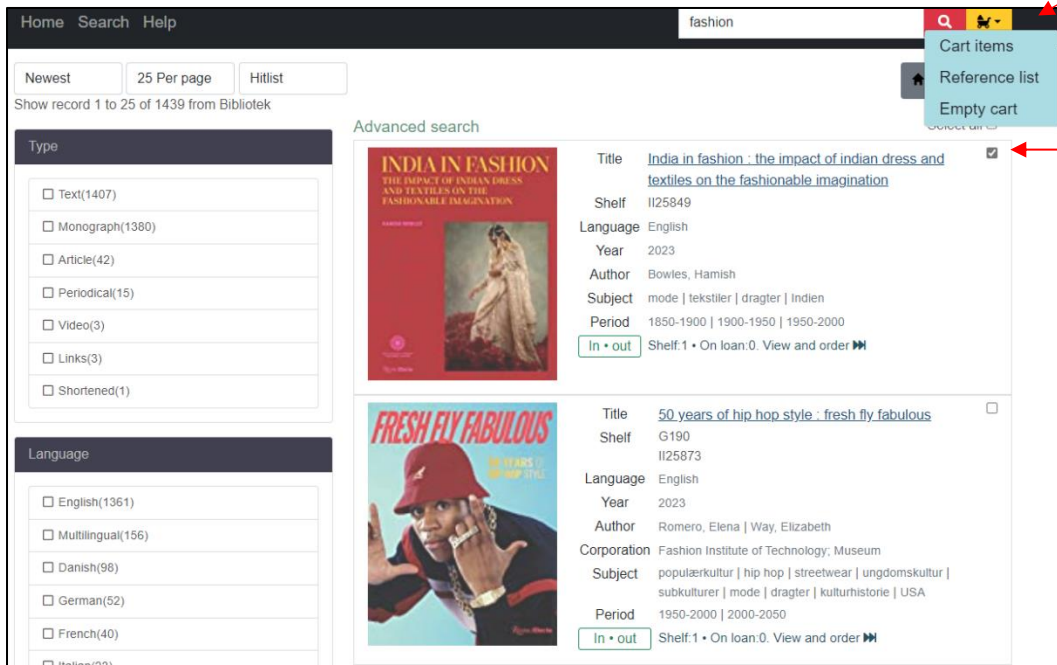 Home Search Help
fashion
Cart items
Reference list
Empty cart
Newest
25 Per page
Hitlist
Show record 1 to 25 of 1439 from Bibliotek
Advanced search
Select all
Type
Text(1407)
Monograph(1380)
Article(42)
Periodical(15)
Video(3)
Links(3)
Shortened(1)
Language
English(1361)
Multilingual(156)
Danish(98)
German(52)
French(40)
INDIA IN FASHION
THE IMPACT OF INDIAN DRESS
AND TEXTILES ON THE
FASHIONABLE IMAGINATION
Title India in fashion : the impact of indian dress and
textiles on the fashionable imagination
Shelf II25849
Language English
Year 2023
Author Bowles, Hamish
Subject mode | tekstiler | dragter | Indien
Period 1850-1900 | 1900-1950 | 1950-2000
In • out Shelf:1 • On loan:0. View and order
FRESH FLY FABULOUS
50 YEARS OF
HIP HOP STYLE
Title 50 years of hip hop style : fresh fly fabulous
Shelf G190
II25873
Language English
Year 2023
Author Romero, Elena | Way, Elizabeth
Corporation Fashion Institute of Technology; Museum
Subject populærkultur | hip hop | streetwear | ungdomskultur |
subkulturer | mode | dragter | kulturhistorie | USA
Period 1950-2000 | 2000-2050
In • out Shelf:1 • On loan:0. View and order